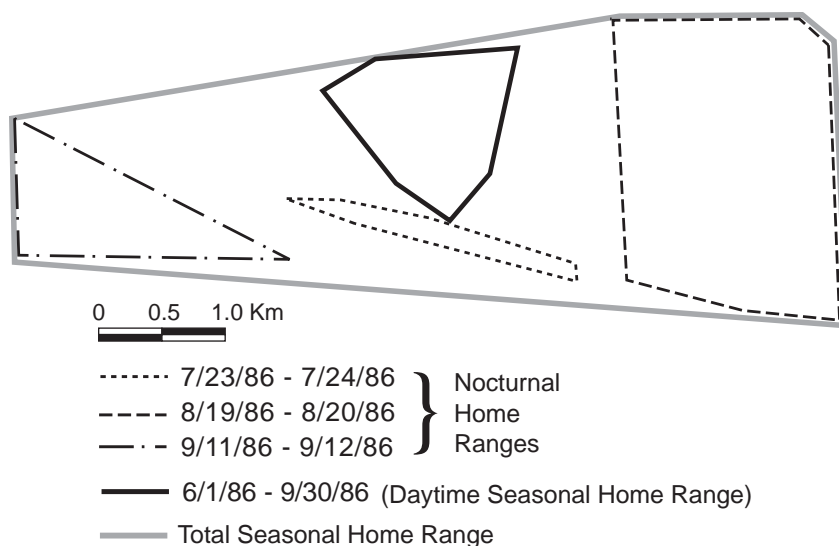 0 0.5 1.0 Km
7/23/86 - 7/24/86
8/19/86 - 8/20/86
9/11/86 - 9/12/86
Nocturnal
Home
Ranges
6/1/86 - 9/30/86 (Daytime Seasonal Home Range)
Total Seasonal Home Range